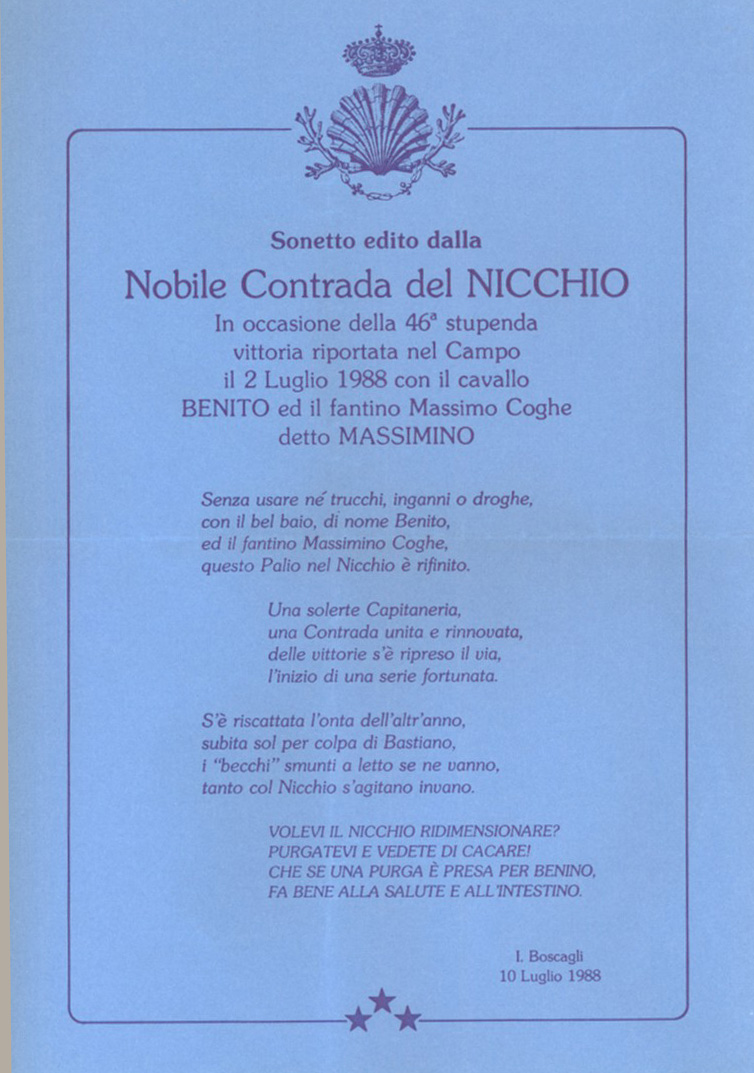 Sonetto edito dalla
Nobile Contrada del NICCHIO
In occasione della 46ª stupenda
vittoria riportata nel Campo
il 2 Luglio 1988 con il cavallo
BENITO ed il fantino Massimo Coghe
detto MASSIMINO
Senza usare né trucchi, inganni o droghe,
con il bel baio, di nome Benito,
ed il fantino Massimino Coghe,
questo Palio nel Nicchio è rifinito.
Una solerte Capitaneria,
una Contrada unita e rinnovata,
delle vittorie s'è ripreso il via,
l'inizio di una serie fortunata.
S'è riscattata l'onta dell'altr'anno,
subita sol per colpa di Bastiano,
i "becchi" smunti a letto se ne vanno,
tanto col Nicchio s'agitano invano.
VOLEVI IL NICCHIO RIDIMENSIONARE?
PURGATEVI E VEDETE DI CACARE!
CHE SE UNA PURGA È PRESA PER BENINO,
FA BENE ALLA SALUTE E ALL'INTESTINO.
I. Boscagli
10 Luglio 1988